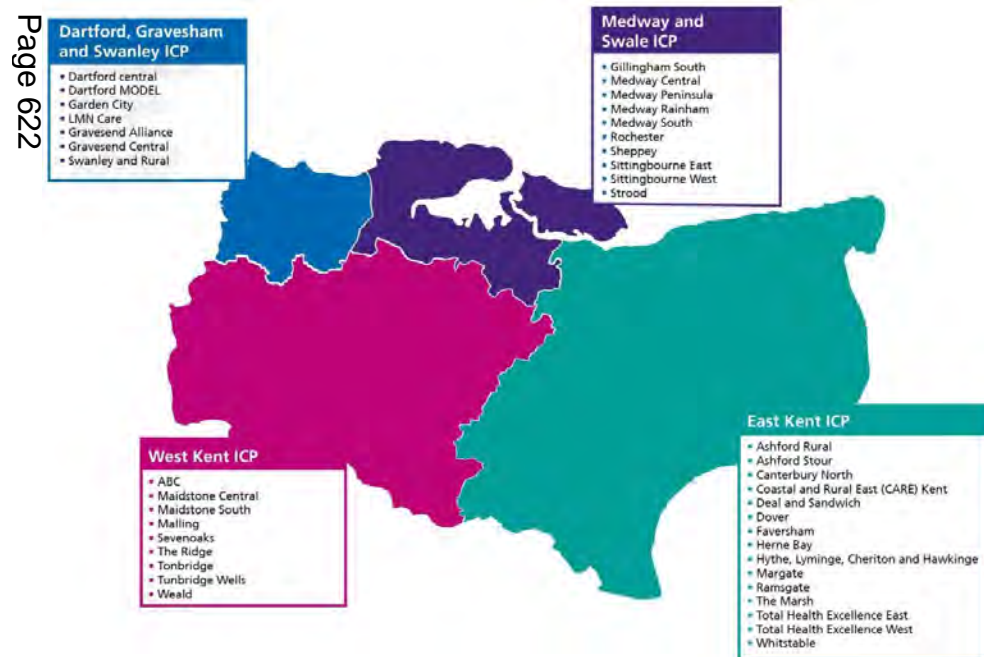 Page 622
Dartford, Gravesham
and Swanley ICP
• Dartford central
• Dartford MODEL
• Garden City
• LMN Care
• Gravesend Alliance
• Gravesend Central
• Swanley and Rural
Medway and
Swale ICP
• Gillingham South
• Medway Central
• Medway Peninsula
• Medway Rainham
• Medway South
• Rochester
• Sheppey
• Sittingbourne East
• Sittingbourne West
• Strood
West Kent ICP
• ABC
• Maidstone Central
• Maidstone South
• Malling
• Sevenoaks
• The Ridge
• Tonbridge
• Tunbridge Wells
• Weald
East Kent ICP
• Ashford Rural
• Ashford Stour
• Canterbury North
• Coastal and Rural East (CARE) Kent
• Deal and Sandwich
• Dover
• Faversham
• Herne Bay
• Hythe, Lyminge, Cheriton and Hawkinge
• Margate
• Ramsgate
• The Marsh
• Total Health Excellence East
• Total Health Excellence West
• Whitstable